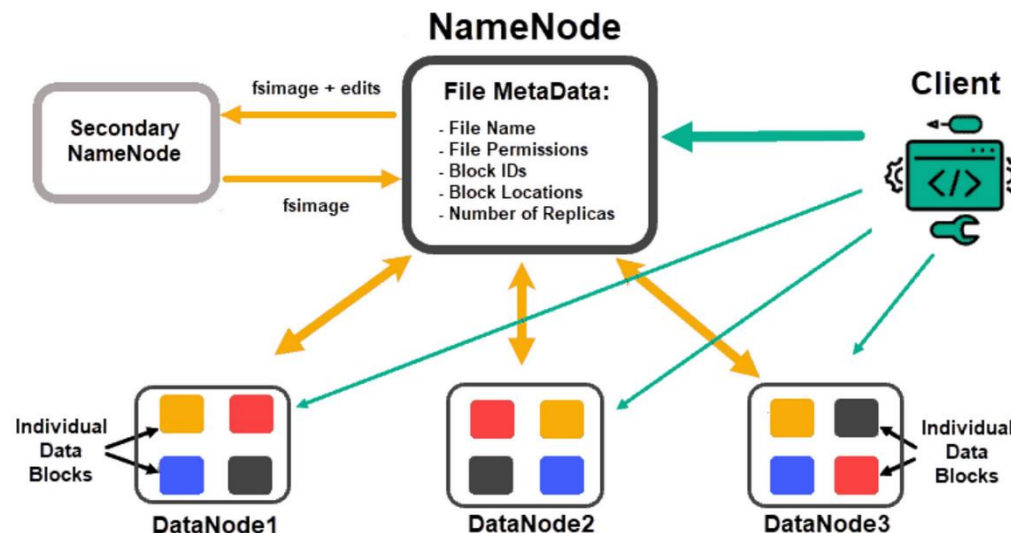 NameNode
File MetaData:
- File Name
- File Permissions
- Block IDs
- Block Locations
- Number of Replicas
Secondary
NameNode
fsimage + edits
fsimage
Client
</>
Individual
Data
Blocks
DataNode1
DataNode2
DataNode3
Individual
Data
Blocks